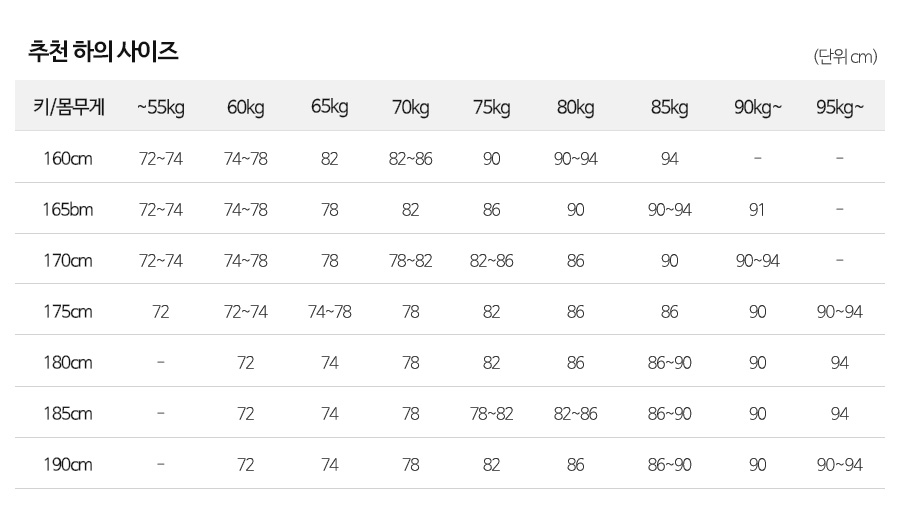 추천 하의 사이즈
(단위 cm)
키/몸무게 ~55kg 60kg 65kg 70kg 75kg 80kg 85kg 90kg~ 95kg~
160cm 72~74 74~78 82 82~86 90 90~94 94 - -
165bm 72~74 74~78 78 82 86 90 90~94 91 -
170cm 72~74 74~78 78 78~82 82~86 86 90 90~94 -
175cm 72 72~74 74~78 78 82 86 86 90 90~94
180cm - 72 74 78 82 86 86~90 90 94
185cm - 72 74 78 78~82 82~86 86~90 90 94
190cm - 72 74 78 82 86 86~90 90 90~94